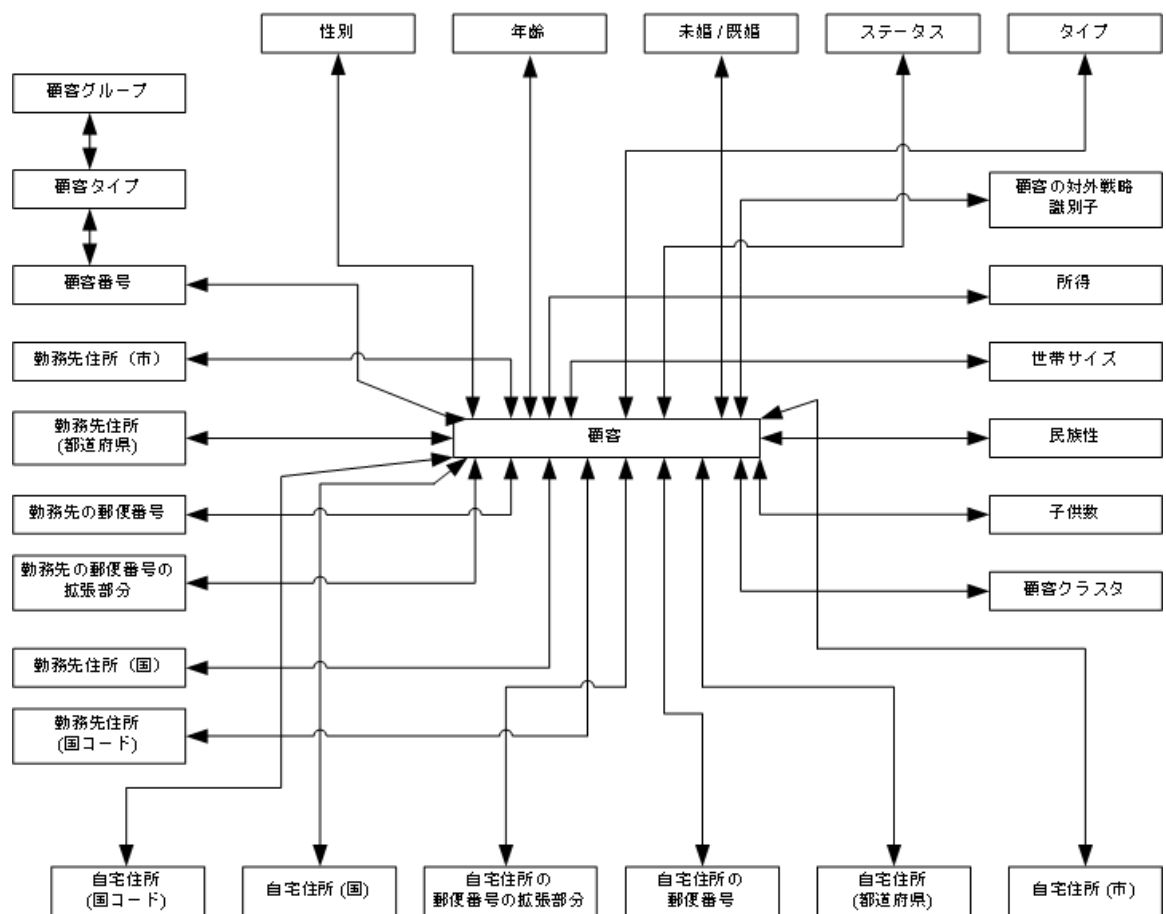 性別
年齢
未婚 / 既婚
ステータス
タイプ
顧客グループ
顧客タイプ
顧客の対外戦略
識別子
顧客番号
所得
勤務先住所（市）
世帯サイズ
勤務先住所
(都道府県)
顧客
民族性
勤務先の郵便番号
子供数
勤務先の郵便番号の
拡張部分
顧客クラスタ
勤務先住所（国）
勤務先住所
(国コード)
自宅住所
(国コード)
自宅住所 (国)
自宅住所の
郵便番号の拡張部分
自宅住所の
郵便番号
自宅住所
(都道府県)
自宅住所 (市)